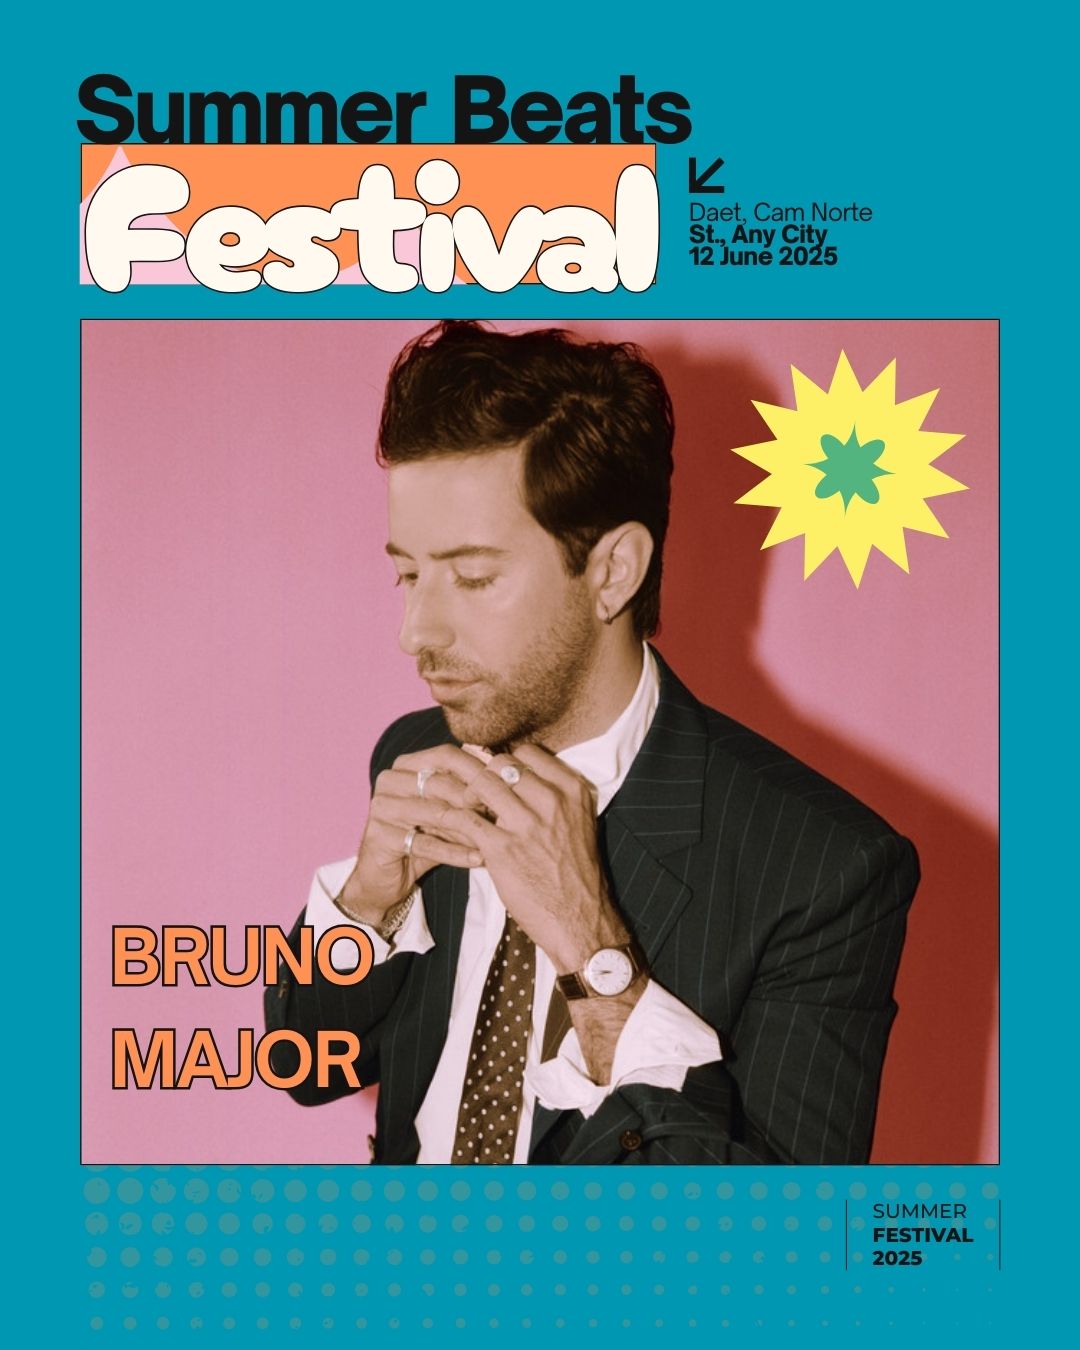 Summer Beats
Festival
Daet, Cam Norte
St., Any City
12 June 2025
BRUNO
MAJOR
SUMMER
FESTIVAL
2025